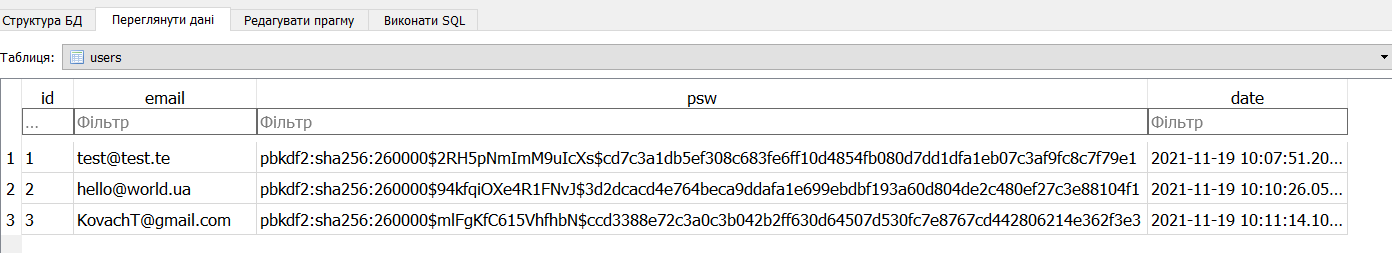 Структура БД Переглянути дані Редагувати прагму Виконати SQL
Таблиця: users
id email psw date
... Фільтр Фільтр Фільтр
1 1 test@test.te pbkdf2:sha256:260000$2RH5pNmImM9uIcXs$cd7c3a1db5ef308c683fe6ff10d4854fb080d7dd1dfa1eb07c3af9fc8c7f79e1 2021-11-19 10:07:51.20...
2 2 hello@world.ua pbkdf2:sha256:260000$94kfqiOXe4R1FNvJ$3d2dcacd4e764beca9ddafa1e699ebdbf193a60d804de2c480ef27c3e88104f1 2021-11-19 10:10:26.05...
3 3 KovachT@gmail.com pbkdf2:sha256:260000$mlFgKfC615VhfhbN$ccd3388e72c3a0c3b042b2ff630d64507d530fc7e8767cd442806214e362f3e3 2021-11-19 10:11:14.10...